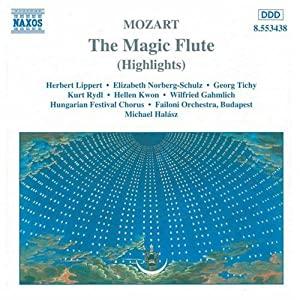 NAXOS
DDD
8.553438
MOZART
The Magic Flute
(Highlights)
Herbert Lippert • Elizabeth Norberg-Schulz • Georg Tichy
Kurt Rydl • Hellen Kwon • Wilfried Gahmlich
Hungarian Festival Chorus • Failoni Orchestra, Budapest
Michael Halász